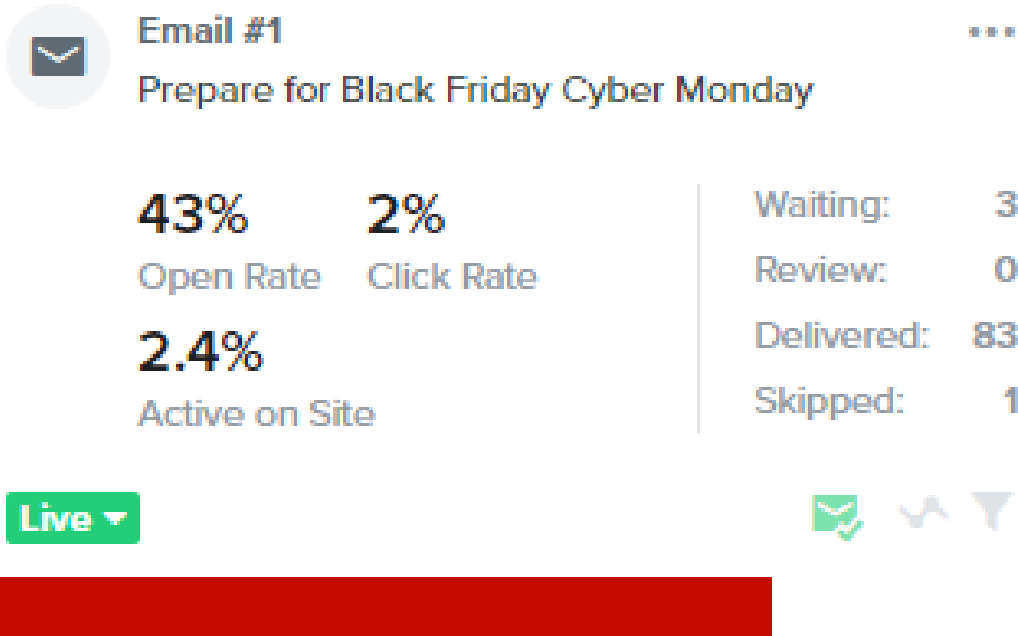 Email #1
Prepare for Black Friday Cyber Monday
43%
Open Rate
2%
Click Rate
2.4%
Active on Site
Waiting: 3
Review: 0
Delivered: 83
Skipped: 1
Live